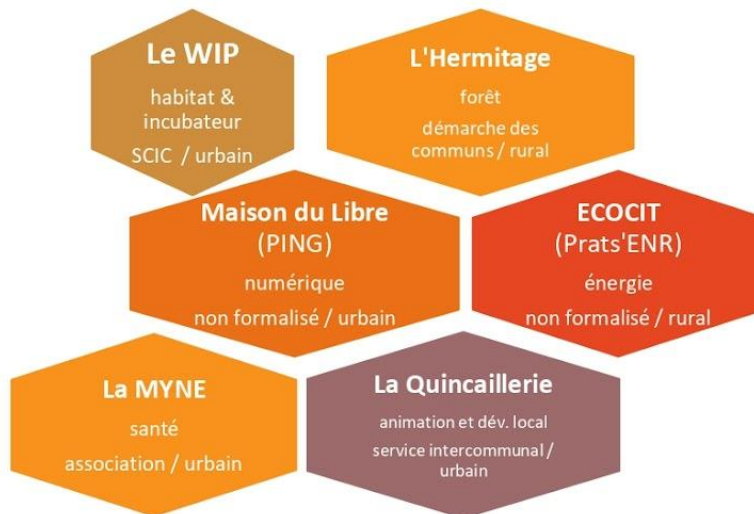 Le WIP
habitat &
incubateur
SCIC / urbain
L'Hermitage
forêt
démarche des
communs / rural
Maison du Libre
(PING)
numérique
non formalisé / urbain
ECOCIT
(Prats'ENR)
énergie
non formalisé / rural
La MYNE
santé
association / urbain
La Quincaillerie
animation et dév. local
service intercommunal /
urbain